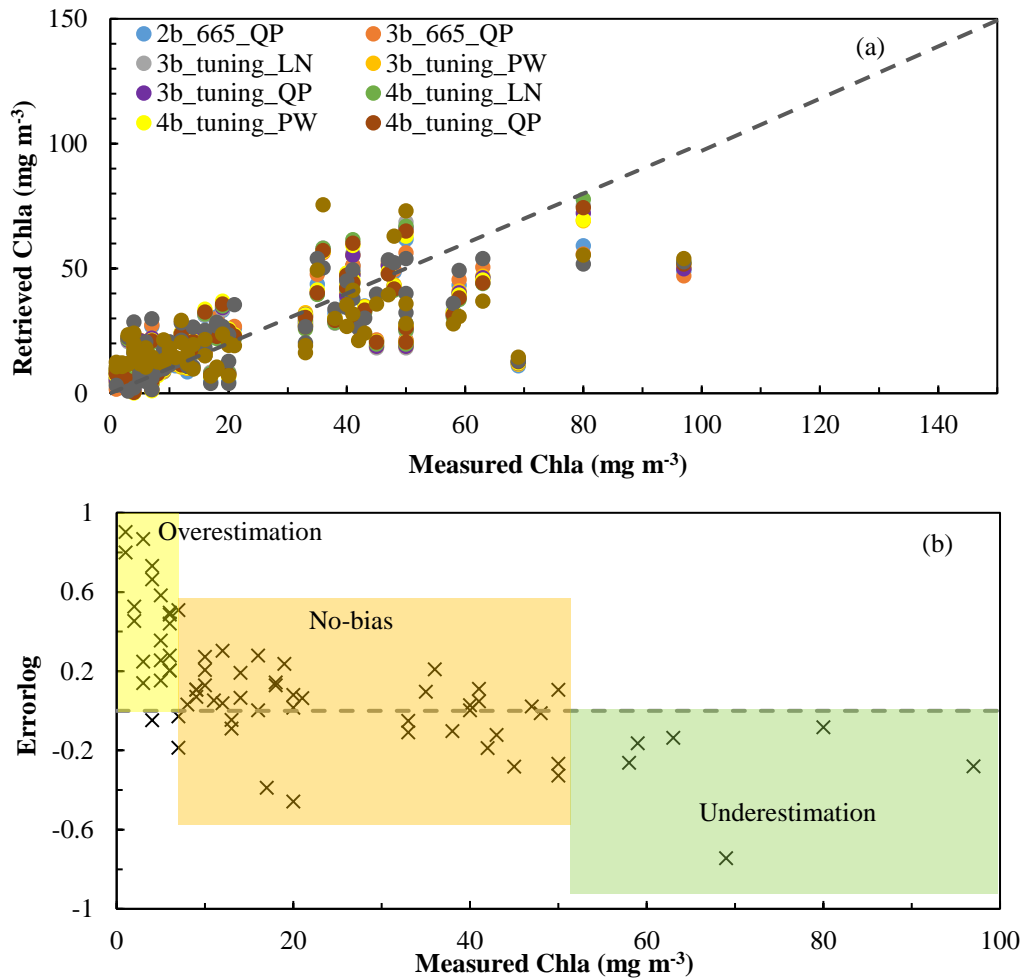 150
(a)
2b_665_QP 3b_665_QP
3b_tuning_LN 3b_tuning_PW
3b_tuning_QP 4b_tuning_LN
4b_tuning_PW 4b_tuning_QP
100
50
0
Retrieved Chla (mg m-3)
0 20 40 60 80 100 120 140
Measured Chla (mg m-3)
1
Overestimation
(b)
0.6
No-bias
0.2
-0.2
Underestimation
-0.6
-1
Errorlog
0 20 40 60 80 100
Measured Chla (mg m-3)